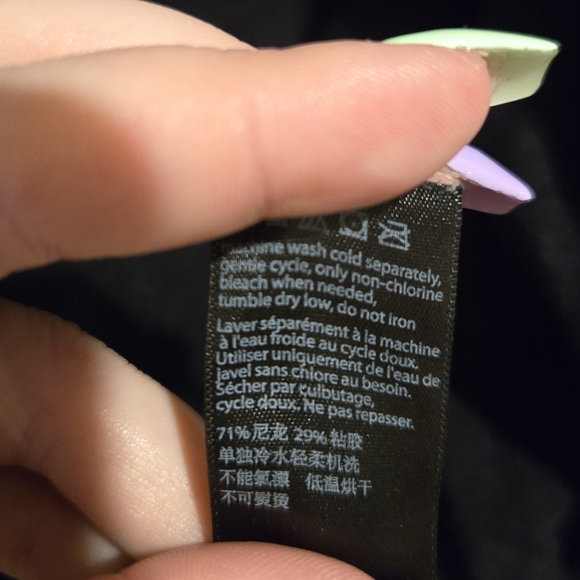 machine wash cold separately,
gentle cycle, only non-chlorine
bleach when needed,
tumble dry low, do not iron
Laver séparément à la machine
à l'eau froide au cycle doux.
Utiliser uniquement de l'eau de
javel sans chlore au besoin.
Sécher par culbutage,
cycle doux. Ne pas repasser.
71%尼龙 29%粘胶
单独冷水轻柔机洗
不能氯漂 低温烘干
不可熨烫